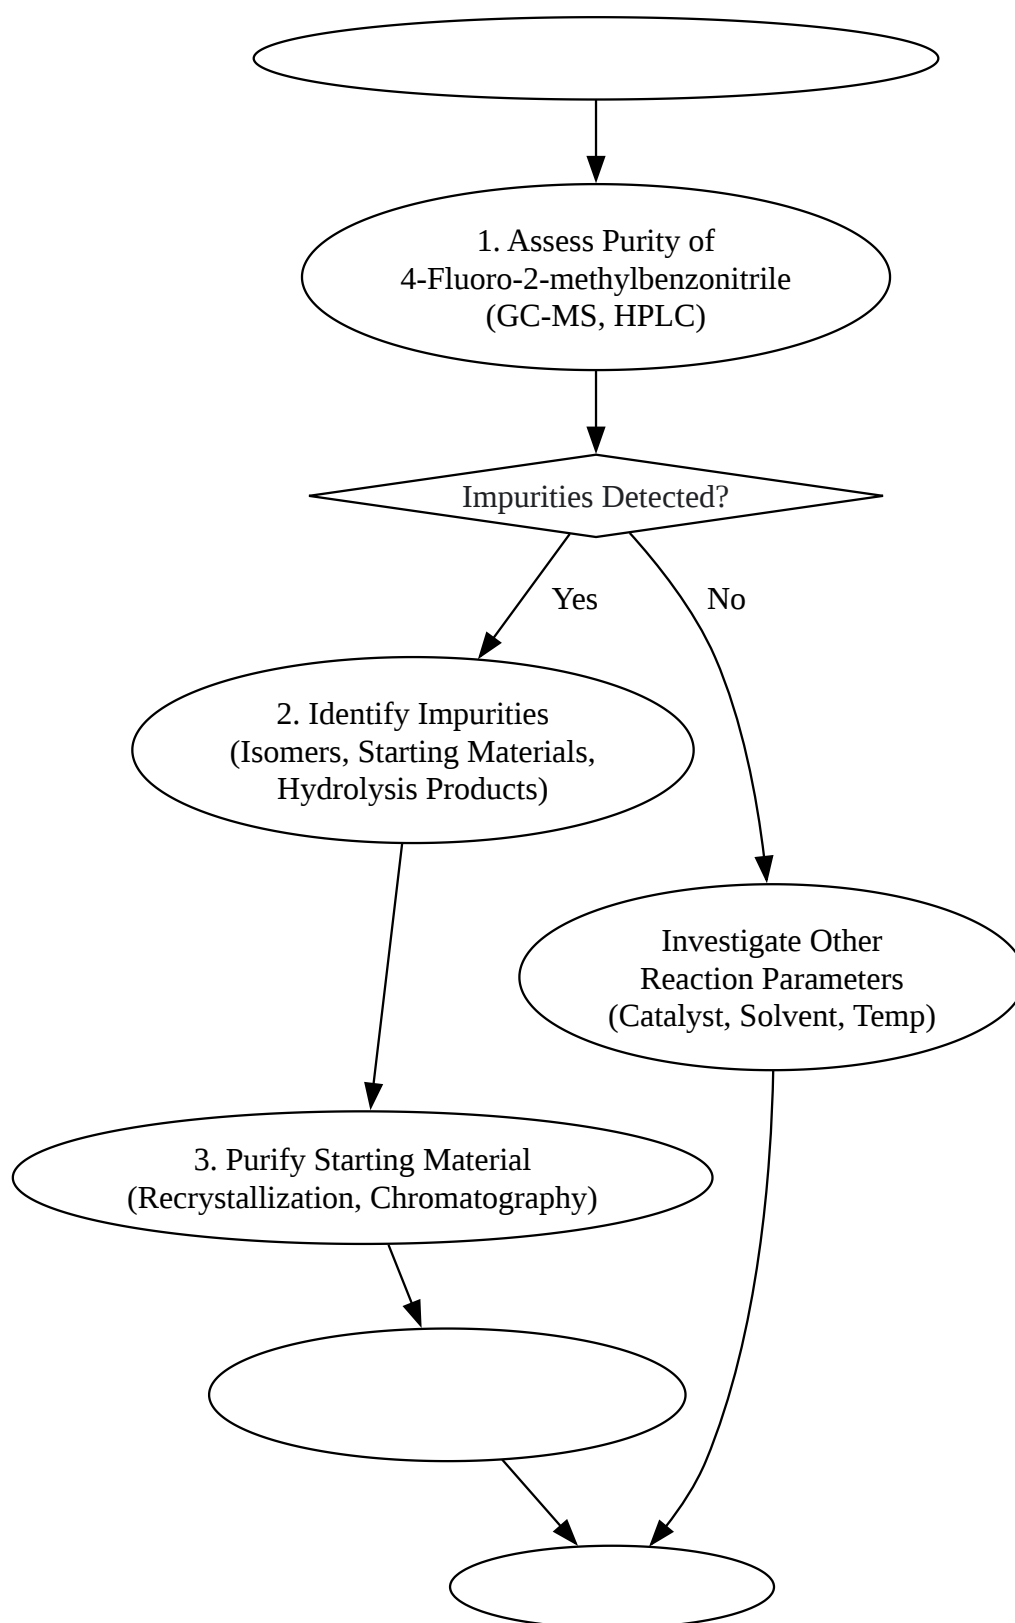 1. Assess Purity of
4-Fluoro-2-methylbenzonitrile
(GC-MS, HPLC)
Impurities Detected?
Yes
No
2. Identify Impurities
(Isomers, Starting Materials,
Hydrolysis Products)
Investigate Other
Reaction Parameters
(Catalyst, Solvent, Temp)
3. Purify Starting Material
(Recrystallization, Chromatography)